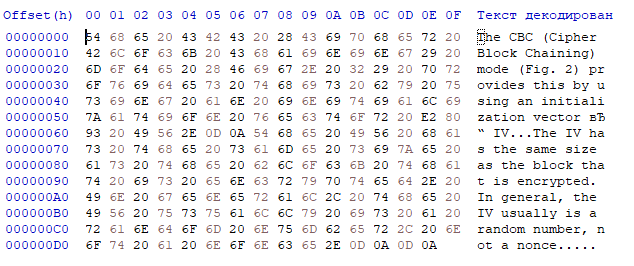 Offset(h) 00 01 02 03 04 05 06 07 08 09 0A 0B 0C 0D 0E 0F Текст декодирован
00000000 54 68 65 20 43 42 43 20 28 43 69 70 68 65 72 20 The CBC (Cipher
00000010 42 6C 6F 63 6B 20 43 68 61 69 6E 69 6E 67 29 20 Block Chaining)
00000020 6D 6F 64 65 20 28 46 69 67 2E 20 32 29 20 70 72 mode (Fig. 2) pr
00000030 6F 76 69 64 65 73 20 74 68 69 73 20 62 79 20 75 ovides this by u
00000040 73 69 6E 67 20 61 6E 20 69 6E 69 74 69 61 6C 69 sing an initiali
00000050 7A 61 74 69 6F 6E 20 76 65 63 74 6F 72 20 E2 80 zation vector вЂ
00000060 93 20 49 56 2E 0D 0A 54 68 65 20 49 56 20 68 61 “ IV...The IV ha
00000070 73 20 74 68 65 20 73 61 6D 65 20 73 69 7A 65 20 s the same size
00000080 61 73 20 74 68 65 20 62 6C 6F 63 6B 20 74 68 61 as the block tha
00000090 74 20 69 73 20 65 6E 63 72 79 70 74 65 64 2E 20 t is encrypted.
000000A0 49 6E 20 67 65 6E 65 72 61 6C 2C 20 74 68 65 20 In general, the
000000B0 49 56 20 75 73 75 61 6C 6C 79 20 69 73 20 61 20 IV usually is a
000000C0 72 61 6E 64 6F 6D 20 6E 75 6D 62 65 72 2C 20 6E random number, n
000000D0 6F 74 20 61 20 6E 6F 6E 63 65 2E 0D 0A 0D 0A ot a nonce.....